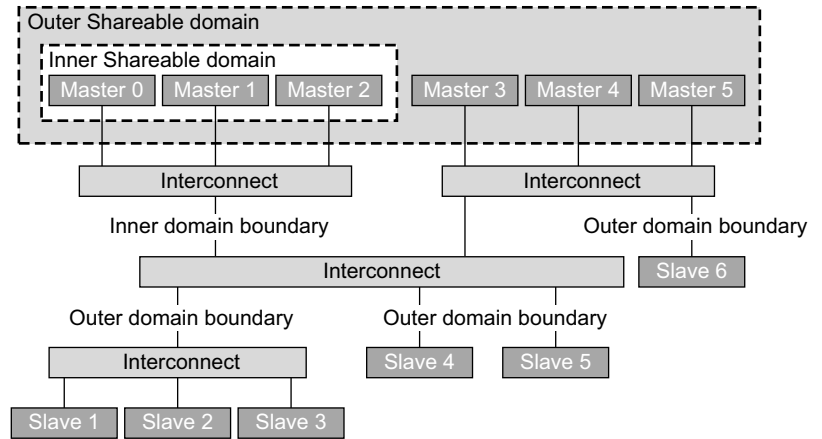 Outer Shareable domain
Inner Shareable domain
Master 0 Master 1 Master 2 Master 3 Master 4 Master 5
Interconnect Interconnect
Inner domain boundary Outer domain boundary
Interconnect Slave 6
Outer domain boundary Outer domain boundary
Interconnect Slave 4 Slave 5
Slave 1 Slave 2 Slave 3